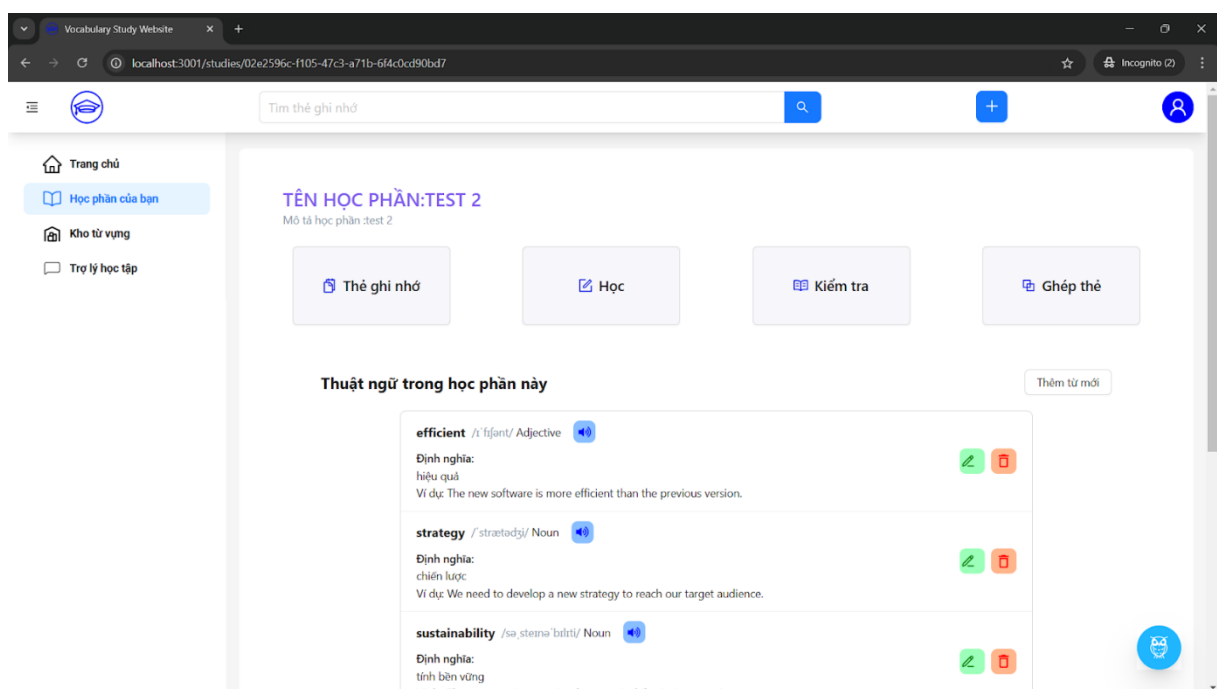 Vocabulary Study Website
localhost:3001/studies/02e2596c-f105-47c3-a71b-6f4c0cd90bd7
Incognito (2)
Tìm thẻ ghi nhớ
Trang chủ
Học phần của bạn
Kho từ vựng
Trợ lý học tập
TÊN HỌC PHẦN:TEST 2
Mô tả học phần :test 2
Thẻ ghi nhớ
Học
Kiểm tra
Ghép thẻ
Thuật ngữ trong học phần này
Thêm từ mới
efficient /ɪˈfɪʃənt/ Adjective
Định nghĩa:
hiệu quả
Ví dụ: The new software is more efficient than the previous version.
strategy /ˈstrætədʒi/ Noun
Định nghĩa:
chiến lược
Ví dụ: We need to develop a new strategy to reach our target audience.
sustainability /səˌsteɪnəˈbɪlɪti/ Noun
Định nghĩa:
tính bền vững